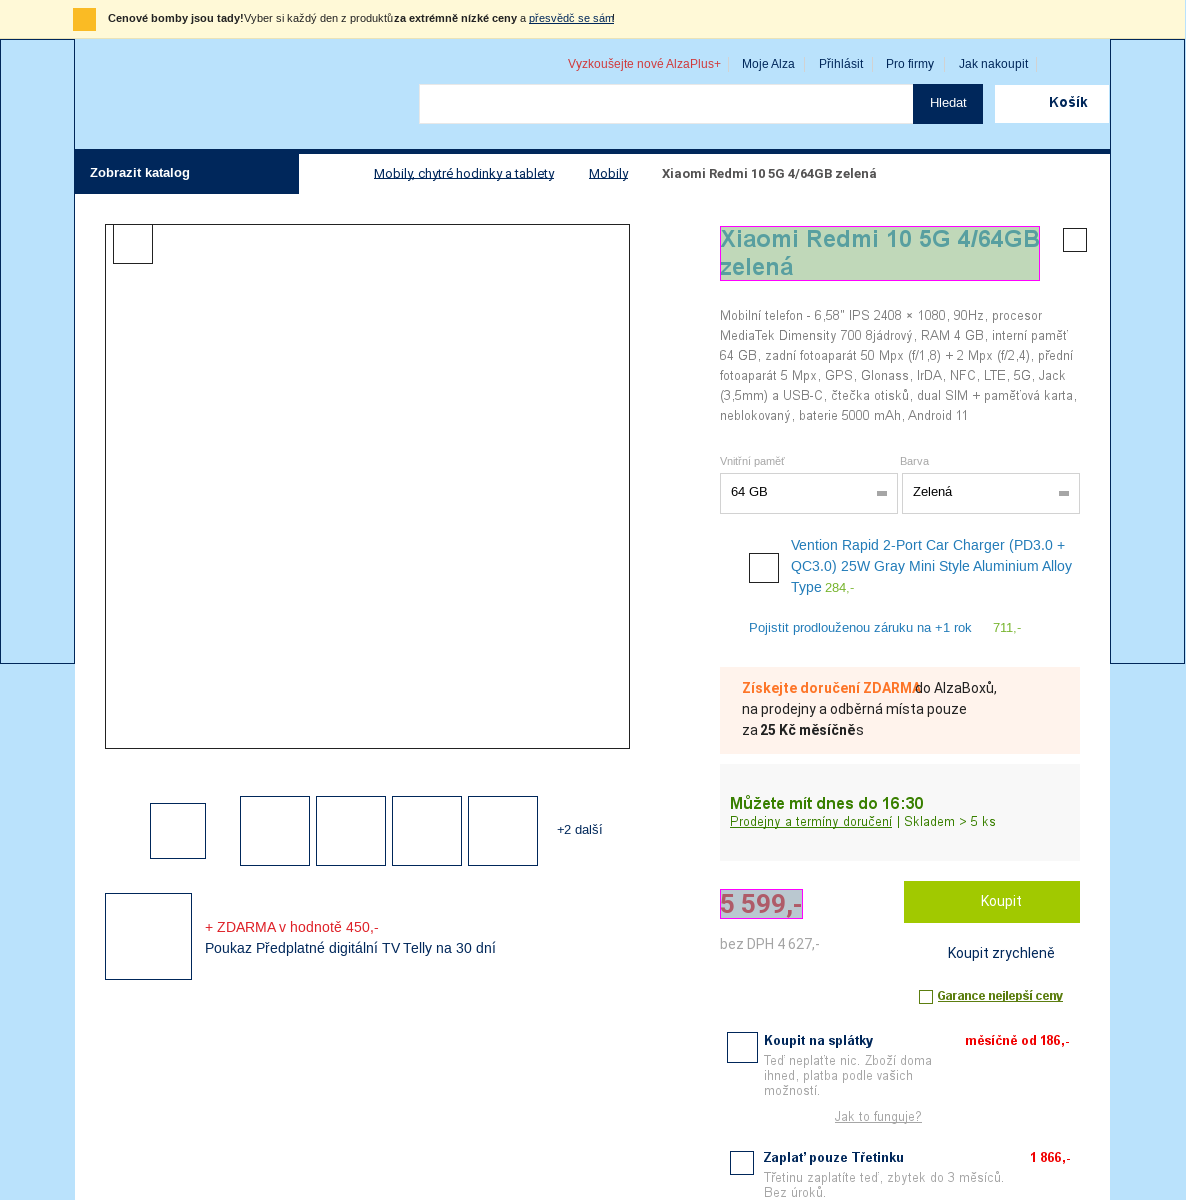 Cenové bomby jsou tady! Vyber si každý den z produktů za extrémně nízké ceny a přesvědč se sám!
Vyzkoušejte nové AlzaPlus+ Moje Alza Přihlásit Pro firmy Jak nakoupit
Hledat Košík
Zobrazit katalog Mobily, chytré hodinky a tablety Mobily Xiaomi Redmi 10 5G 4/64GB zelená
Xiaomi Redmi 10 5G 4/64GB
zelená
Mobilní telefon - 6,58" IPS 2408 × 1080, 90Hz, procesor
MediaTek Dimensity 700 8jádrový, RAM 4 GB, interní paměť
64 GB, zadní fotoaparát 50 Mpx (f/1,8) + 2 Mpx (f/2,4), přední
fotoaparát 5 Mpx, GPS, Glonass, IrDA, NFC, LTE, 5G, Jack
(3,5mm) a USB-C, čtečka otisků, dual SIM + paměťová karta,
neblokovaný, baterie 5000 mAh, Android 11
Vnitřní paměť Barva
64 GB Zelená
Vention Rapid 2-Port Car Charger (PD3.0 +
QC3.0) 25W Gray Mini Style Aluminium Alloy
Type 284,-
Pojistit prodlouženou záruku na +1 rok 711,-
Získejte doručení ZDARMA do AlzaBoxů,
na prodejny a odběrná místa pouze
za 25 Kč měsíčně s
Můžete mít dnes do 16:30
Prodejny a termíny doručení | Skladem > 5 ks
+2 další
5 599,- Koupit
bez DPH 4 627,- Koupit zrychleně
+ ZDARMA v hodnotě 450,-
Poukaz Předplatné digitální TV Telly na 30 dní
Garance nejlepší ceny
Koupit na splátky měsíčně od 186,-
Teď neplaťte nic. Zboží doma
ihned, platba podle vašich
možností.
Jak to funguje?
Zaplať pouze Třetinku 1 866,-
Třetinu zaplatíte teď, zbytek do 3 měsíců.
Bez úroků.